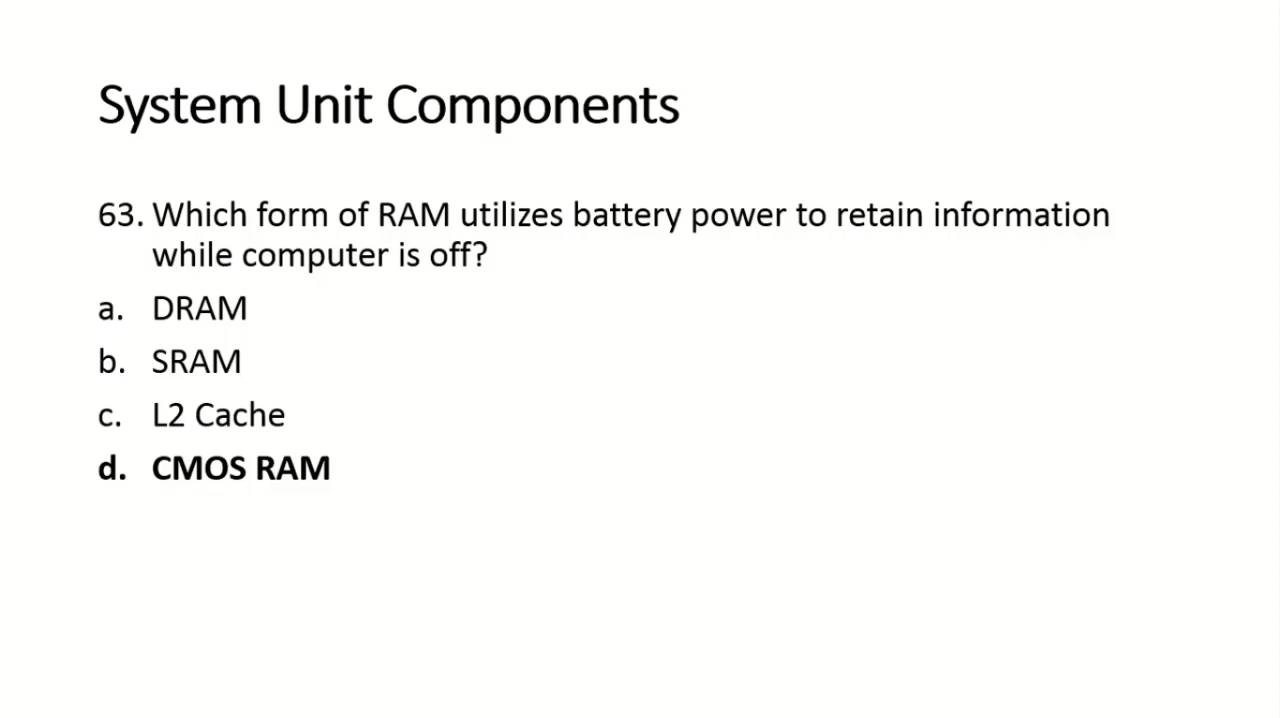 System Unit Components
63. Which form of RAM utilizes battery power to retain information
while computer is off?
a. DRAM
b. SRAM
c. L2 Cache
d. CMOS RAM